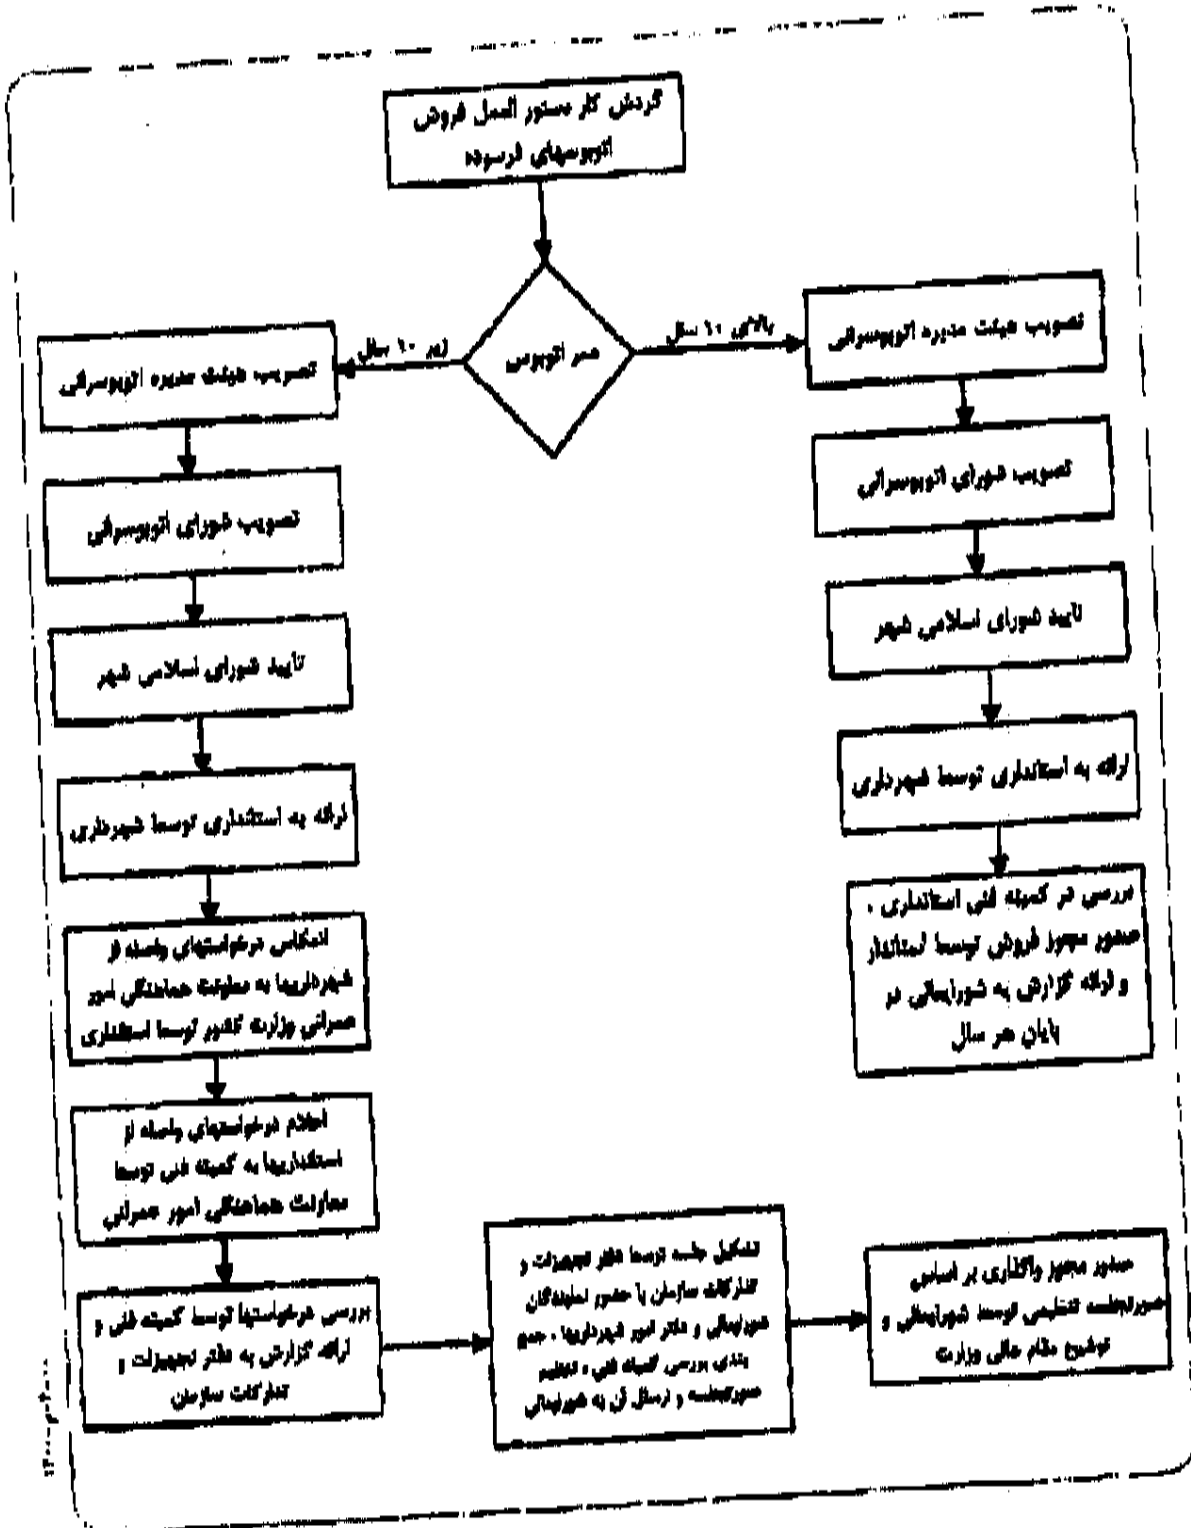 گردش کار دستور العمل فروش
اتوبوسهای فرسوده
عمر اتوبوس
بالای ۱۰ سال
زیر ۱۰ سال
تصویب هیئت مدیره اتوبوسرانی
تصویب شورای اتوبوسرانی
تایید شورای اسلامی شهر
ارائه به استانداری توسط شهرداری
بررسی در کمیته فنی استانداری ،
صدور مجوز فروش توسط استاندار
و ارائه گزارش به شورایعالی در
پایان هر سال
تصویب هیئت مدیره اتوبوسرانی
تصویب شورای اتوبوسرانی
تایید شورای اسلامی شهر
ارائه به استانداری توسط شهرداری
انعکاس درخواستهای واصله از
شهرداریها به معاونت هماهنگی امور
عمرانی وزارت کشور توسط استانداری
اعلام درخواستهای واصله از
استانداریها به کمیته فنی توسط
معاونت هماهنگی امور عمرانی
بررسی درخواستها توسط کمیته فنی و
ارائه گزارش به دفتر تجهیزات و
تدارکات سازمان
تشکیل جلسه توسط دفتر تجهیزات و
تدارکات سازمان با حضور نمایندگان
شورایعالی و دفتر امور شهرداریها ، جمع
بندی بررسی کمیته فنی ، تنظیم
صورتجلسه و ارسال آن به شورایعالی
صدور مجوز واگذاری بر اساس
صورتجلسه تنظیمی توسط شورایعالی و
توشیح مقام عالی وزارت